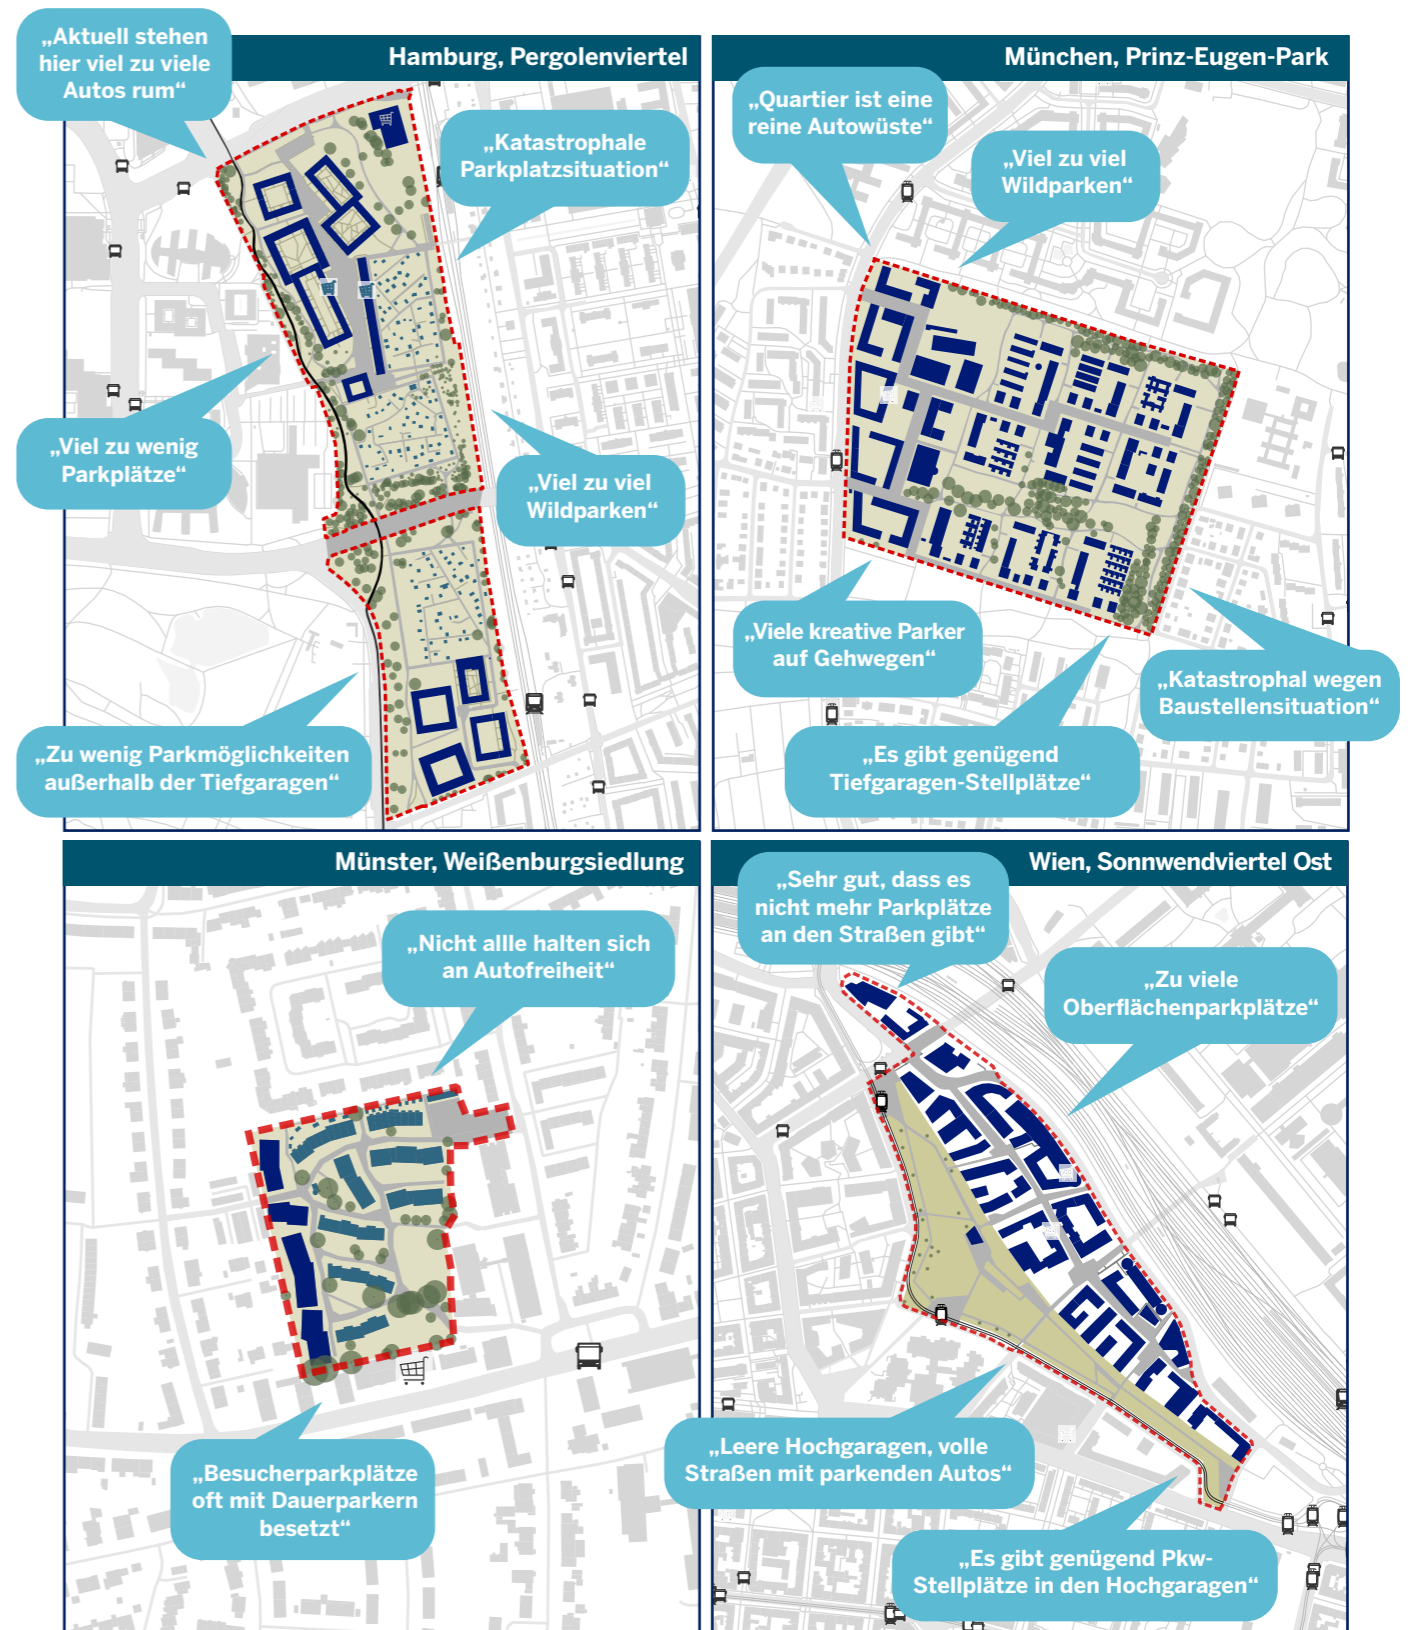 Hamburg, Pergolenviertel
„Aktuell stehen
hier viel zu viele
Autos rum“
„Katastrophale
Parkplatzsituation“
„Viel zu wenig
Parkplätze“
„Viel zu viel
Wildparken“
„Zu wenig Parkmöglichkeiten
außerhalb der Tiefgaragen“
München, Prinz-Eugen-Park
„Quartier ist eine
reine Autowüste“
„Viel zu viel
Wildparken“
„Viele kreative Parker
auf Gehwegen“
„Katastrophal wegen
Baustellensituation“
„Es gibt genügend
Tiefgaragen-Stellplätze“
Münster, Weißenburgsiedlung
„Nicht allle halten sich
an Autofreiheit“
„Besucherparkplätze
oft mit Dauerparkern
besetzt“
Wien, Sonnwendviertel Ost
„Sehr gut, dass es
nicht mehr Parkplätze
an den Straßen gibt“
„Zu viele
Oberflächenparkplätze“
„Leere Hochgaragen, volle
Straßen mit parkenden Autos“
„Es gibt genügend Pkw-
Stellplätze in den Hochgaragen“